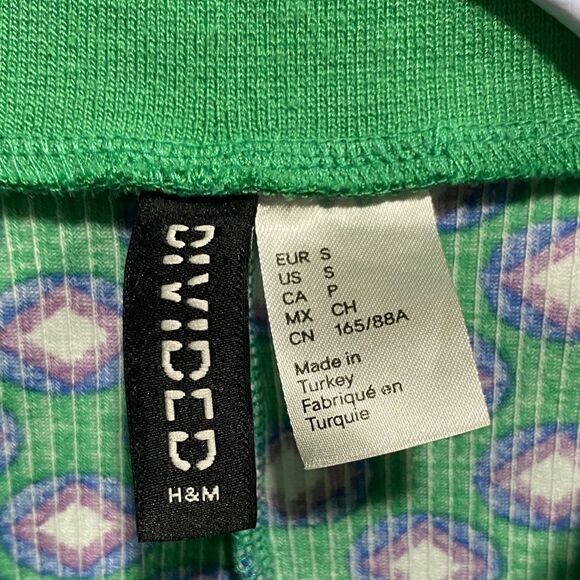 DIVIDED
H&M
EUR S
US S
CA P
MX CH
CN 165/88A
Made in
Turkey
Fabriqué en
Turquie